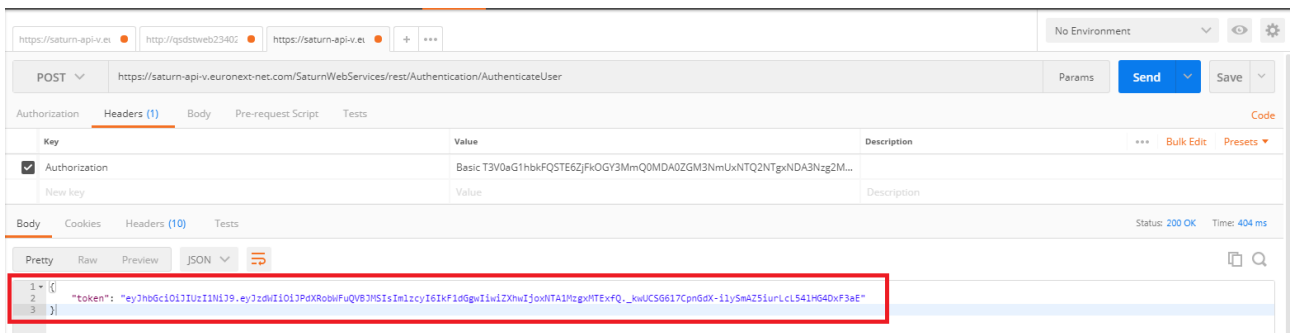 https://saturn-api-v.eu http://qsdstweb23402 https://saturn-api-v.eu + ••• No Environment
POST https://saturn-api-v.euronext-net.com/SaturnWebServices/rest/Authentication/AuthenticateUser Params Send Save
Authorization Headers (1) Body Pre-request Script Tests Code
Key Value Description ••• Bulk Edit Presets
Authorization Basic T3V0aG1hbkFQSTE6ZjFkOGY3MmQ0MDA0ZGM3NmUxNTQ2NTgxNDA3Nzg2M...
New key Value Description
Body Cookies Headers (10) Tests Status: 200 OK Time: 404 ms
Pretty Raw Preview JSON
1 {
2 "token": "eyJhbGciOiJIUzI1NiJ9.eyJzdWIiOiJPdXRobWFuQVBJMSIsImlzcyI6IkF1dGgwIiwiZXhwIjoxNTA1MzgxMTExfQ._kwUCSG617CpnGdX-ilySmAZ5iurLcL54lHG4DxF3aE"
3 }